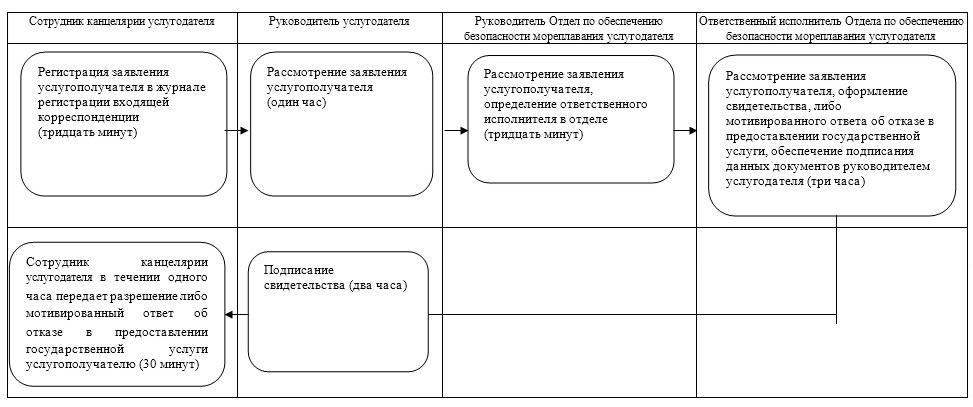 Сотрудник канцелярии услугодателя
Руководитель услугодателя
Руководитель Отдел по обеспечению
безопасности мореплавания услугодателя
Ответственный исполнитель Отдела по обеспечению
безопасности мореплавания услугодателя
Регистрация заявления
услугополучателя в журнале
регистрации входящей
корреспонденции
(тридцать минут)
Рассмотрение заявления
услугополучателя
(один час)
Рассмотрение заявления
услугополучателя,
определение ответственного
исполнителя в отделе
(тридцать минут)
Рассмотрение заявления
услугополучателя, оформление
свидетельства, либо
мотивированного ответа об отказе в
предоставлении государственной
услуги, обеспечение подписания
данных документов руководителем
услугодателя (три часа)
Сотрудник канцелярии
услугодателя в течении одного
часа передает разрешение либо
мотивированный ответ об
отказе в предоставлении
государственной услуги
услугополучателю (30 минут)
Подписание
свидетельства (два часа)